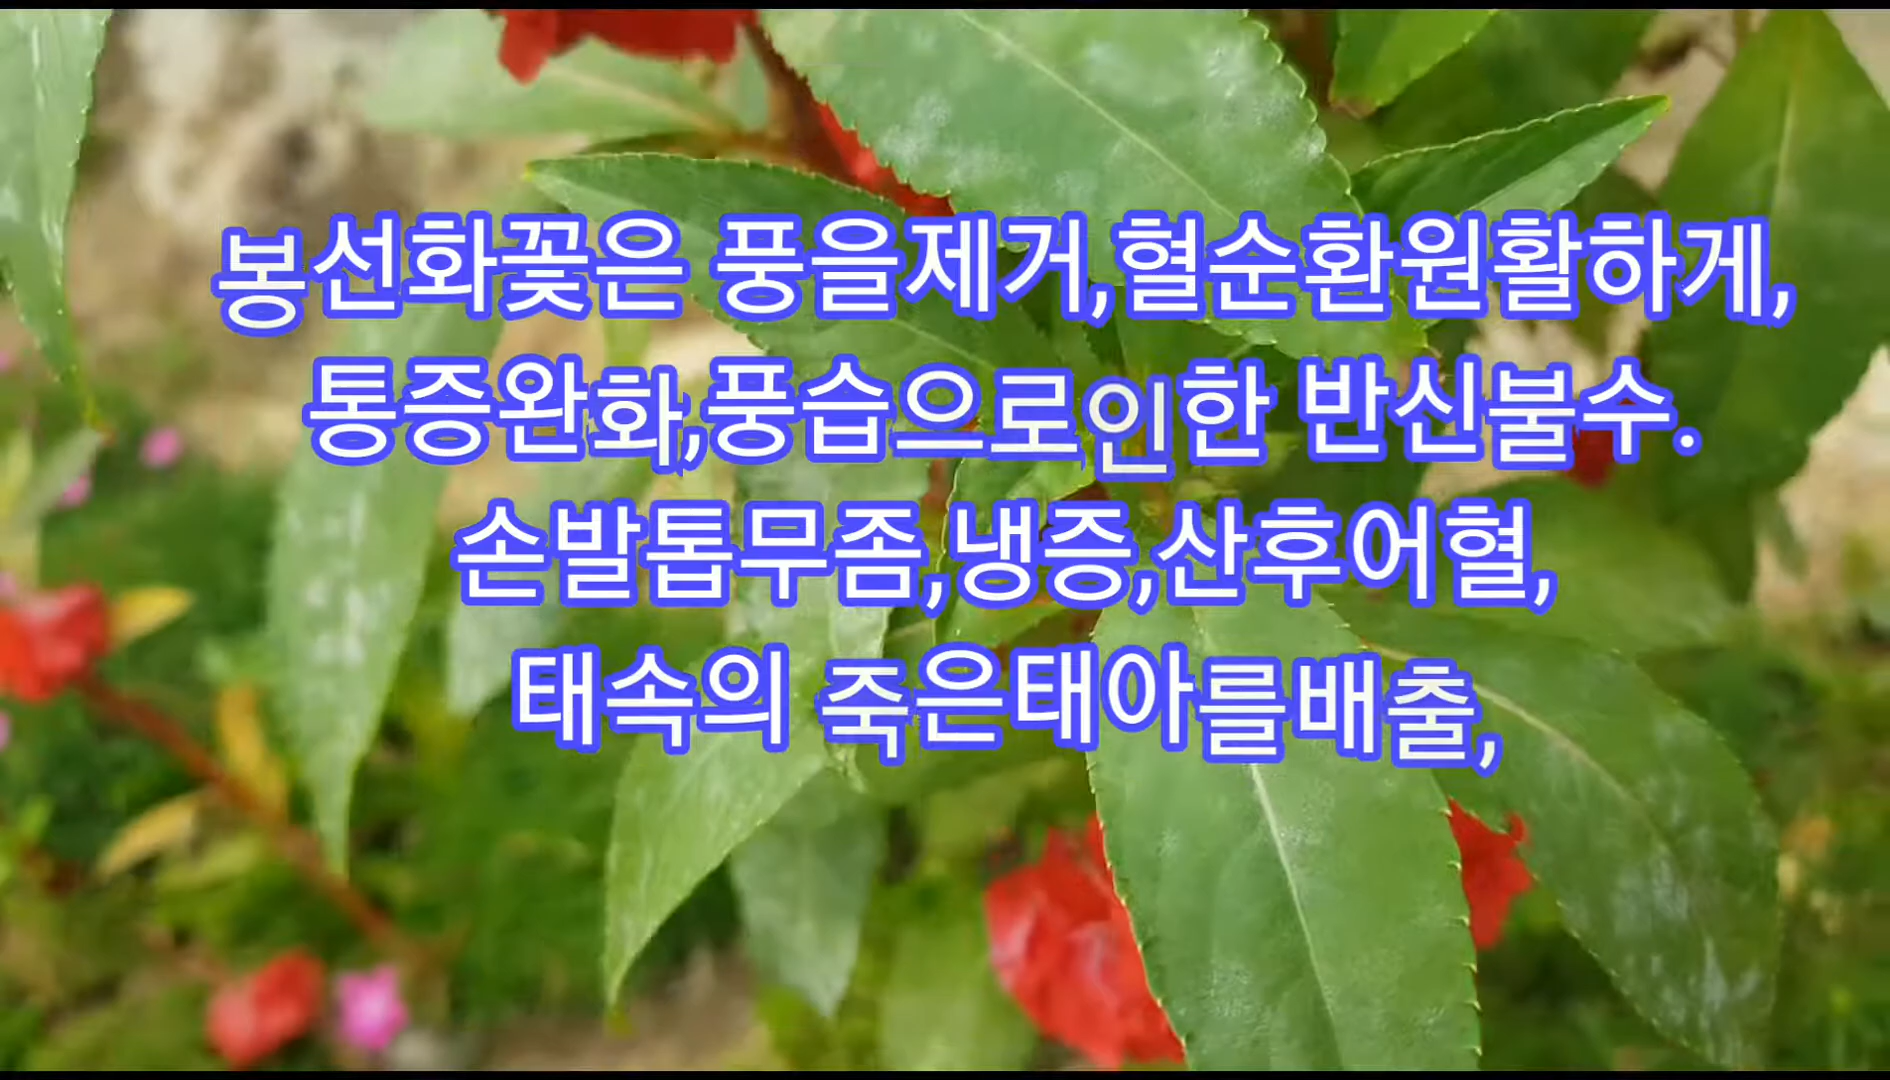 봉선화꽃은 풍을제거,혈순환원활하게,
통증완화,풍습으로인한 반신불수.
손발톱무좀,냉증,산후어혈,
태속의 죽은태아를배출,